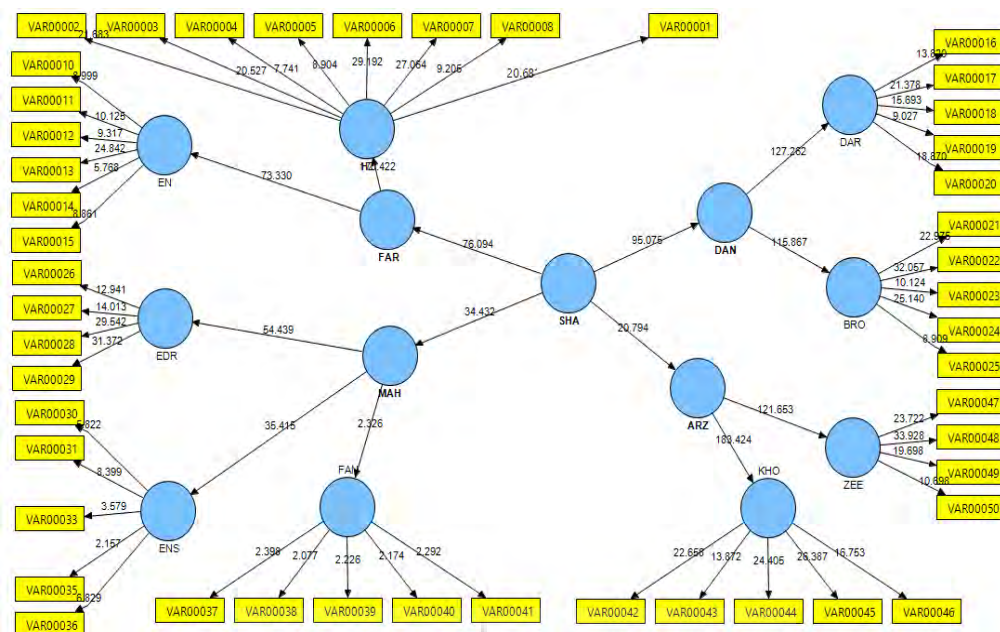 VAR00002 VAR00003 VAR00004 VAR00005 VAR00006 VAR00007 VAR00008 VAR00001
20.527 7.741 8.904 29.192 27.064 9.206
VAR00010
VAR00011
VAR00012
VAR00013
VAR00014
VAR00015
10.125
9.317
24.842
5.768
8.861
EN
73.330
FAR
76.094
SHA
95.075
DAN
127.262
115.867
DAR
VAR00016
VAR00017
VAR00018
VAR00019
VAR00020
21.378
15.693
9.027
18.870
BRO
VAR00021
VAR00022
VAR00023
VAR00024
VAR00025
32.057
10.124
25.140
VAR00026
VAR00027
VAR00028
VAR00029
12.941
14.013
29.542
31.372
EDR
54.439
34.432
20.794
MAH
35.415
2.326
ARZ
121.653
183.424
VAR00047
VAR00048
VAR00049
VAR00050
23.722
33.928
19.698
10.698
ZEE
VAR00030
VAR00031
VAR00033
VAR00035
VAR00036
8.399
3.579
2.157
ENS
KHO
2.398 2.077 2.226 2.174 2.292
22.658 13.872 24.405 26.387 16.753
VAR00037 VAR00038 VAR00039 VAR00040 VAR00041
VAR00042 VAR00043 VAR00044 VAR00045 VAR00046